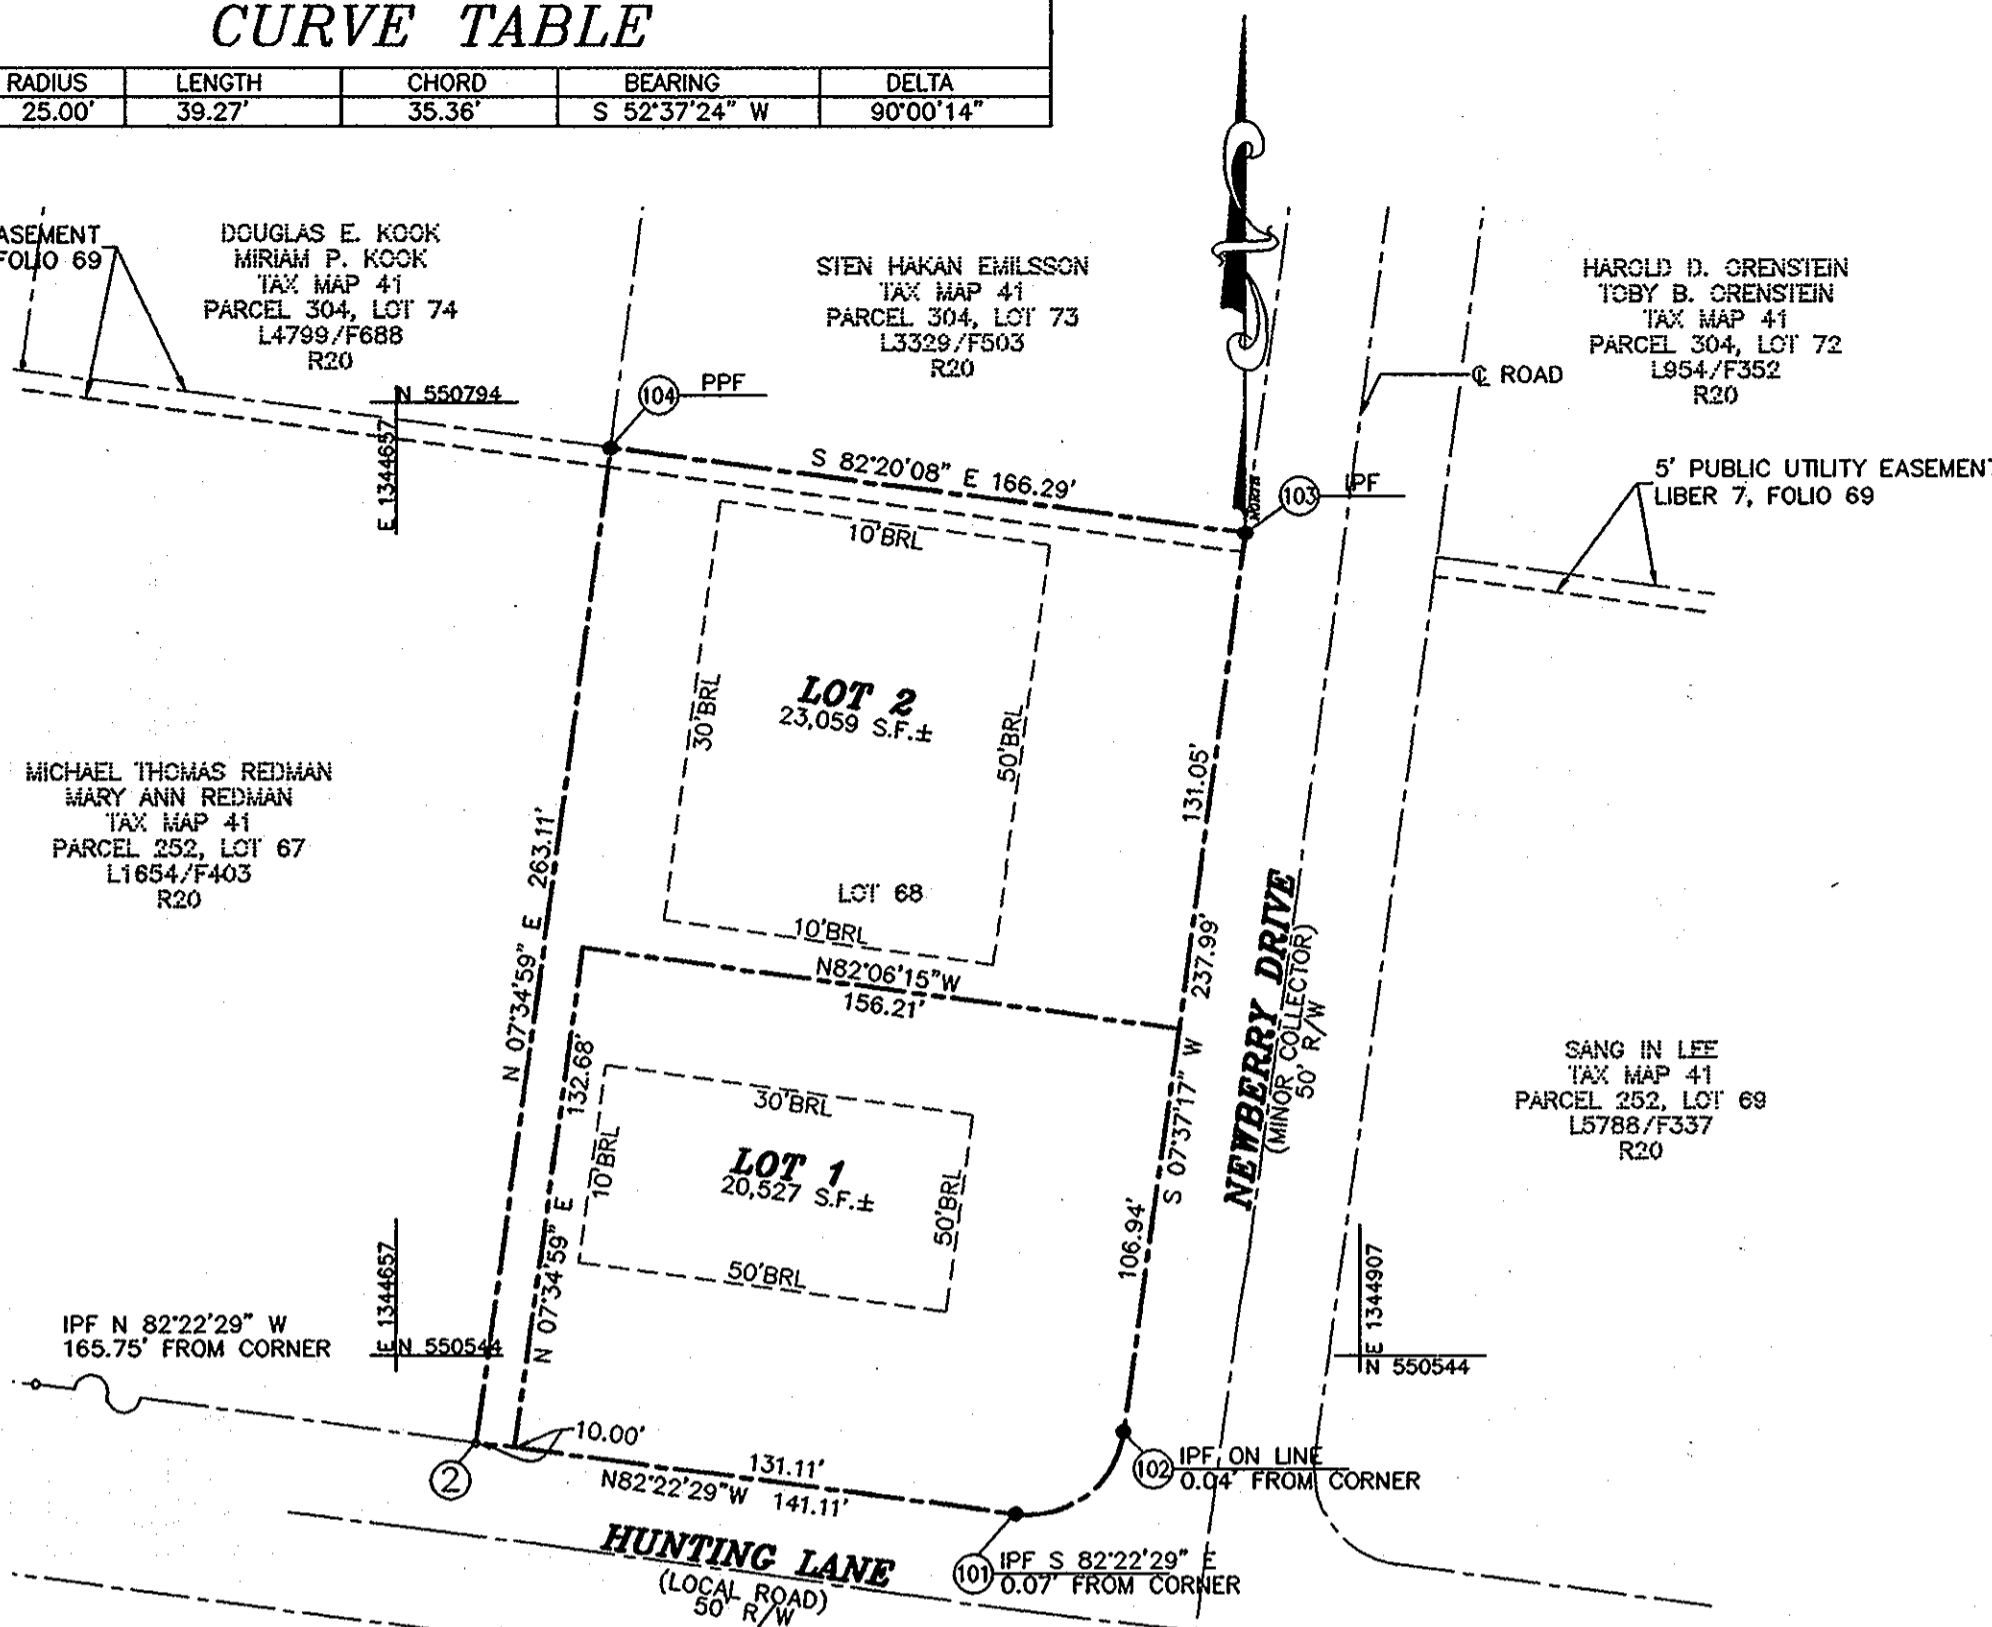 CURVE TABLE
RADIUS LENGTH CHORD BEARING DELTA
25.00' 39.27' 35.36' S 52°37'24" W 90°00'14"
ASEMENT
FOLIO 69
DOUGLAS E. KOOK
MIRIAM P. KOOK
TAX MAP 41
PARCEL 304, LOT 74
L4799/F688
R20
STEN HAKAN EMILSSON
TAX MAP 41
PARCEL 304, LOT 73
L3329/F503
R20
HAROLD D. ORENSTEIN
TOBY B. ORENSTEIN
TAX MAP 41
PARCEL 304, LOT 72
L954/F352
R20
℄ ROAD
N 550794
E 1344657
104 PPF
S 82°20'08" E 166.29'
NORTH
103 IPF
5' PUBLIC UTILITY EASEMENT
LIBER 7, FOLIO 69
10'BRL
30'BRL
LOT 2
23,059 S.F.±
50'BRL
131.05'
MICHAEL THOMAS REDMAN
MARY ANN REDMAN
TAX MAP 41
PARCEL 252, LOT 67
L1654/F403
R20
N 07°34'59" E 263.11'
LOT 68
10'BRL
N82°06'15"W
156.21'
S 07°37'17" W 237.99'
NEWBERRY DRIVE
(MINOR COLLECTOR)
50' R/W
N 07°34'59" E 132.68'
30'BRL
10'BRL
LOT 1
20,527 S.F.±
50'BRL
50'BRL
106.94'
SANG IN LEE
TAX MAP 41
PARCEL 252, LOT 69
L5788/F337
R20
IPF N 82°22'29" W
165.75' FROM CORNER
E 1344657
N 550544
E 1344907
N 550544
10.00'
2
131.11'
N82°22'29"W 141.11'
102 IPF ON LINE
0.04' FROM CORNER
HUNTING LANE
(LOCAL ROAD)
50' R/W
101 IPF S 82°22'29" E
0.07' FROM CORNER